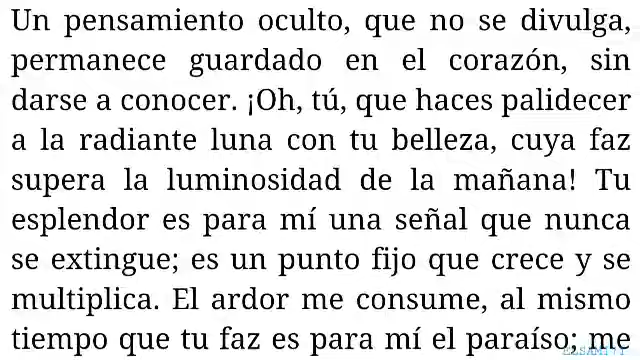 Un pensamiento oculto, que no se divulga,
permanece guardado en el corazón, sin
darse a conocer. ¡Oh, tú, que haces palidecer
a la radiante luna con tu belleza, cuya faz
supera la luminosidad de la mañana! Tu
esplendor es para mí una señal que nunca
se extingue; es un punto fijo que crece y se
multiplica. El ardor me consume, al mismo
tiempo que tu faz es para mí el paraíso; me